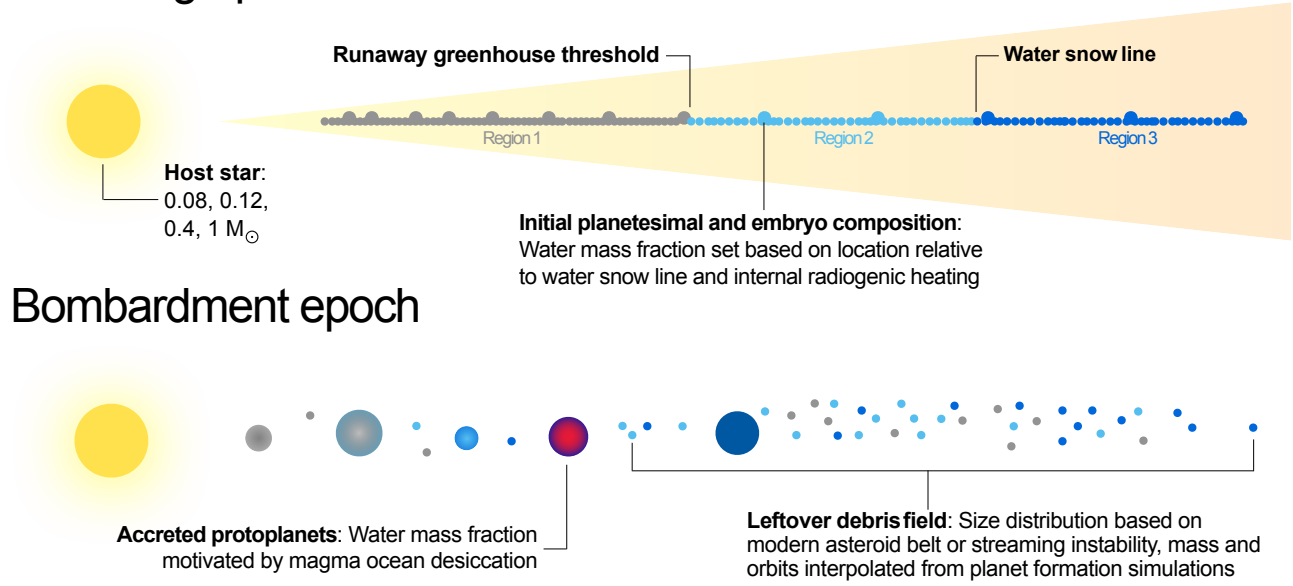 Runaway greenhouse threshold
Water snow line
Region 1
Region 2
Region 3
Host star:
0.08, 0.12,
0.4, 1 M☉
Initial planetesimal and embryo composition:
Water mass fraction set based on location relative
to water snow line and internal radiogenic heating
Bombardment epoch
Accreted protoplanets: Water mass fraction
motivated by magma ocean desiccation
Leftover debris field: Size distribution based on
modern asteroid belt or streaming instability, mass and
orbits interpolated from planet formation simulations